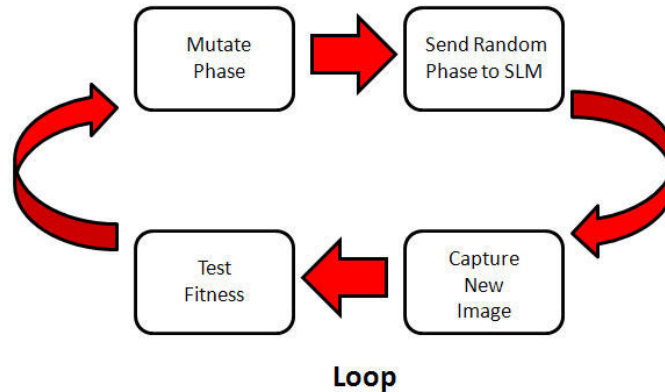 Mutate
Phase
Send Random
Phase to SLM
Test
Fitness
Capture
New
Image
Loop